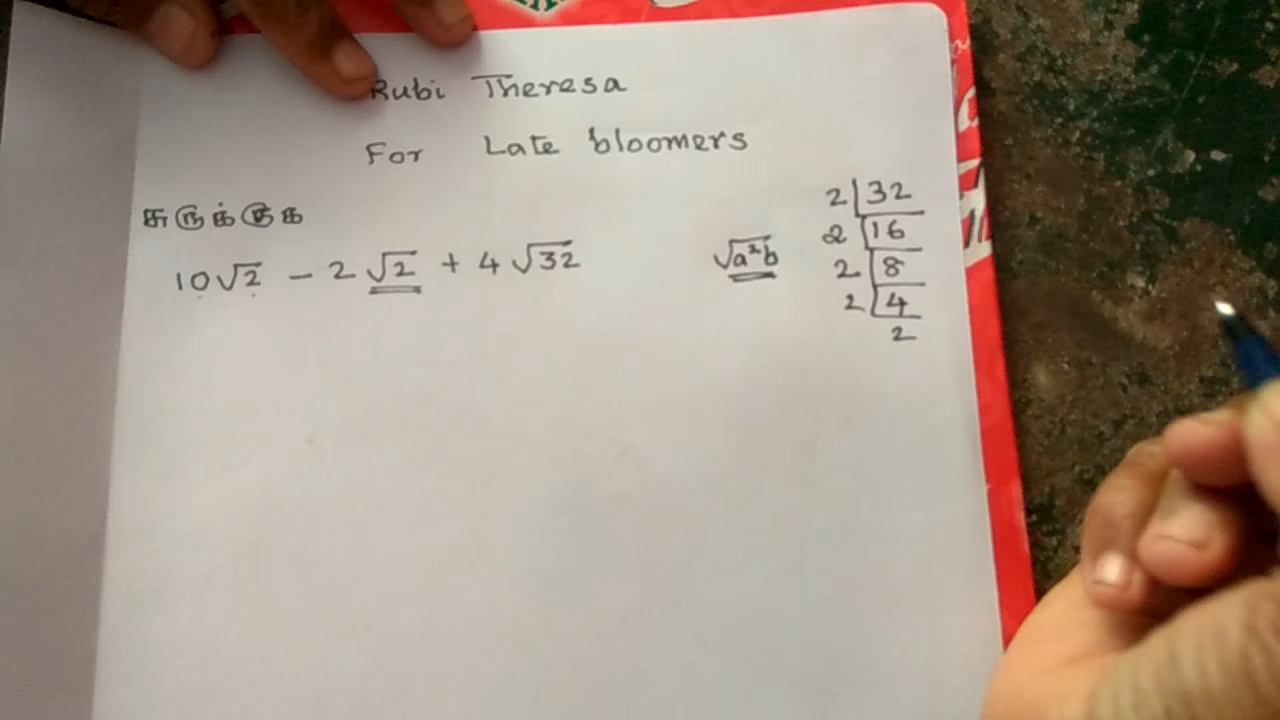 Rubi Theresa
For Late bloomers
சுருக்குக
10√2 – 2√2 + 4√32
√a²b
2|32
2|16
2|8
2|4
2